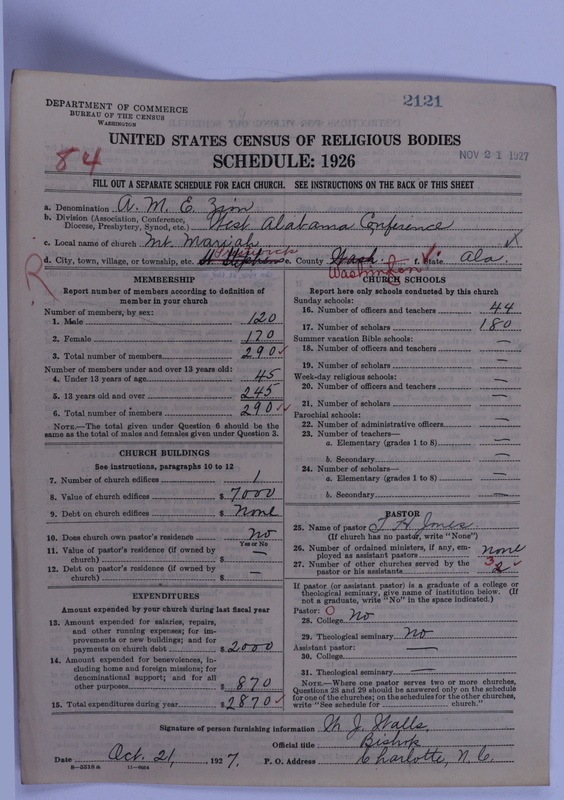 DEPARTMENT OF COMMERCE
BUREAU OF THE CENSUS
WASHINGTON
2121
UNITED STATES CENSUS OF RELIGIOUS BODIES
SCHEDULE: 1926
84
NOV 21 1927
FILL OUT A SEPARATE SCHEDULE FOR EACH CHURCH. SEE INSTRUCTIONS ON THE BACK OF THIS SHEET
a. Denomination A. M. E. Zion
b. Division (Association, Conference, Diocese, Presbytery, Synod, etc.) West Alabama Conference
c. Local name of church Mt. Mariah
d. City, town, village, or township, etc. St Stephens e. County Wash. f. State Ala.
Washington
R
MEMBERSHIP
Report number of members according to definition of
member in your church
Number of members, by sex:
1. Male 120
2. Female 170
3. Total number of members 290
Number of members under and over 13 years old:
4. Under 13 years of age 45
5. 13 years old and over 245
6. Total number of members 290
NOTE.—The total given under Question 6 should be the
same as the total of males and females given under Question 3.
CHURCH BUILDINGS
See instructions, paragraphs 10 to 12
7. Number of church edifices 1
8. Value of church edifices $ 7000
9. Debt on church edifices $ None
10. Does church own pastor's residence No
Yes or No
11. Value of pastor's residence (if owned by
church) $ —
12. Debt on pastor's residence (if owned by
church) $ —
EXPENDITURES
Amount expended by your church during last fiscal year
13. Amount expended for salaries, repairs,
and other running expenses; for im-
provements or new buildings; and for
payments on church debt $ 2000
14. Amount expended for benevolences, in-
cluding home and foreign missions; for
denominational support; and for all
other purposes $ 870
15. Total expenditures during year $ 2870
CHURCH SCHOOLS
Report here only schools conducted by this church
Sunday schools:
16. Number of officers and teachers 44
17. Number of scholars 180
Summer vacation Bible schools:
18. Number of officers and teachers —
19. Number of scholars —
Week-day religious schools:
20. Number of officers and teachers —
21. Number of scholars —
Parochial schools:
22. Number of administrative officers —
23. Number of teachers—
a. Elementary (grades 1 to 8) —
b. Secondary —
24. Number of scholars—
a. Elementary (grades 1 to 8) —
b. Secondary —
PASTOR
25. Name of pastor T H Jones
(If church has no pastor, write "None")
26. Number of ordained ministers, if any, em-
ployed as assistant pastors none
27. Number of other churches served by the
pastor or his assistants 3 2
If pastor (or assistant pastor) is a graduate of a college or
theological seminary, give name of institution below. (If
not a graduate, write "No" in the space indicated.)
Pastor: O
28. College No
29. Theological seminary No
Assistant pastor:
30. College —
31. Theological seminary —
NOTE.—Where one pastor serves two or more churches,
Questions 28 and 29 should be answered only on the schedule
for one of the churches; on the schedules for the other churches,
write "See schedule for church."
Signature of person furnishing information W. J. Walls.
Official title Bishop
Date Oct. 21, 1927. P. O. Address Charlotte, N. C.
8—5518 a 11—9924